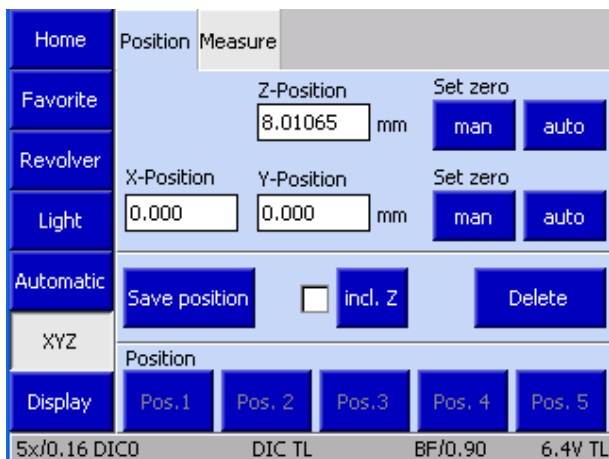 Home
Favorite
Revolver
Light
Automatic
XYZ
Display
Position Measure
Z-Position
8.01065 mm
Set zero
man auto
X-Position Y-Position
0.000 0.000 mm
Set zero
man auto
Save position incl. Z Delete
Position
Pos.1 Pos. 2 Pos.3 Pos. 4 Pos. 5
5x/0.16 DIC0 DIC TL BF/0.90 6.4V TL